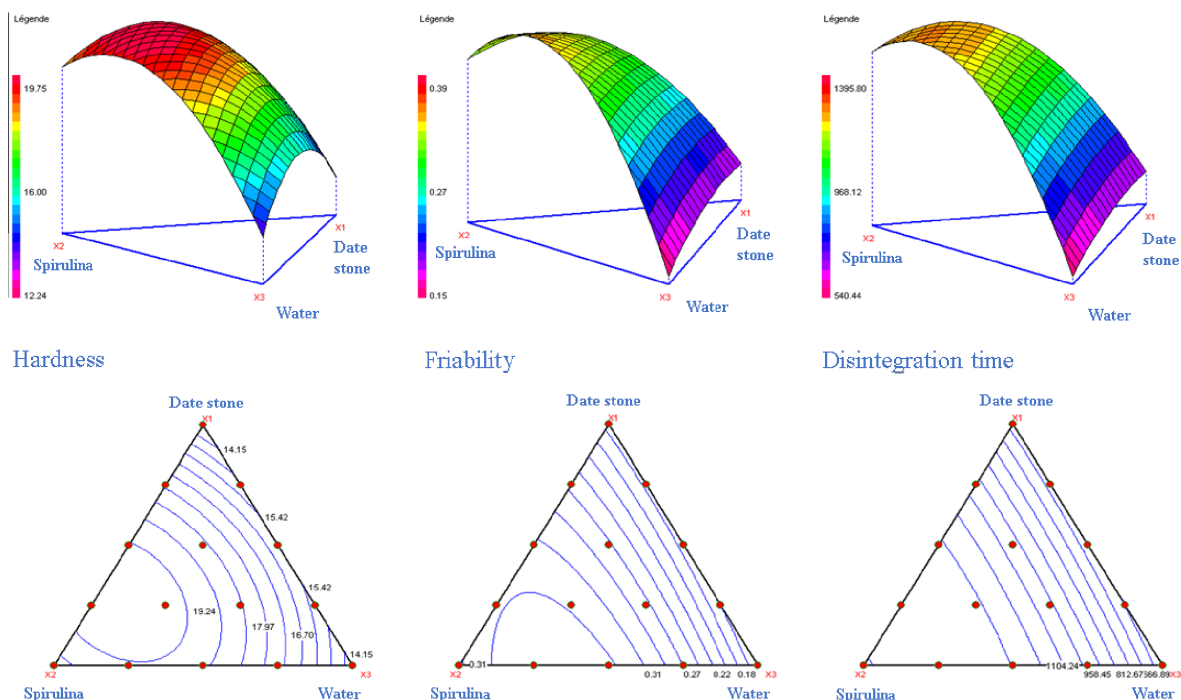 Légende
19.75
16.00
12.24
X2
Spirulina
X1
Date
stone
X3
Water
Hardness
Légende
0.39
0.27
0.15
X2
Spirulina
X1
Date
stone
X3
Water
Friability
Légende
1395.80
968.12
540.44
X2
Spirulina
X1
Date
stone
X3
Water
Disintegration time
Date stone
X1
14.15
15.42
15.42
19.24
17.97
16.70
14.15
X2
X3
Spirulina
Water
Date stone
X1
X2
0.31
0.31
0.27
0.22
0.18
X3
Spirulina
Water
Date stone
X1
X2
1104.24
958.45
812.67
X3
Spirulina
Water